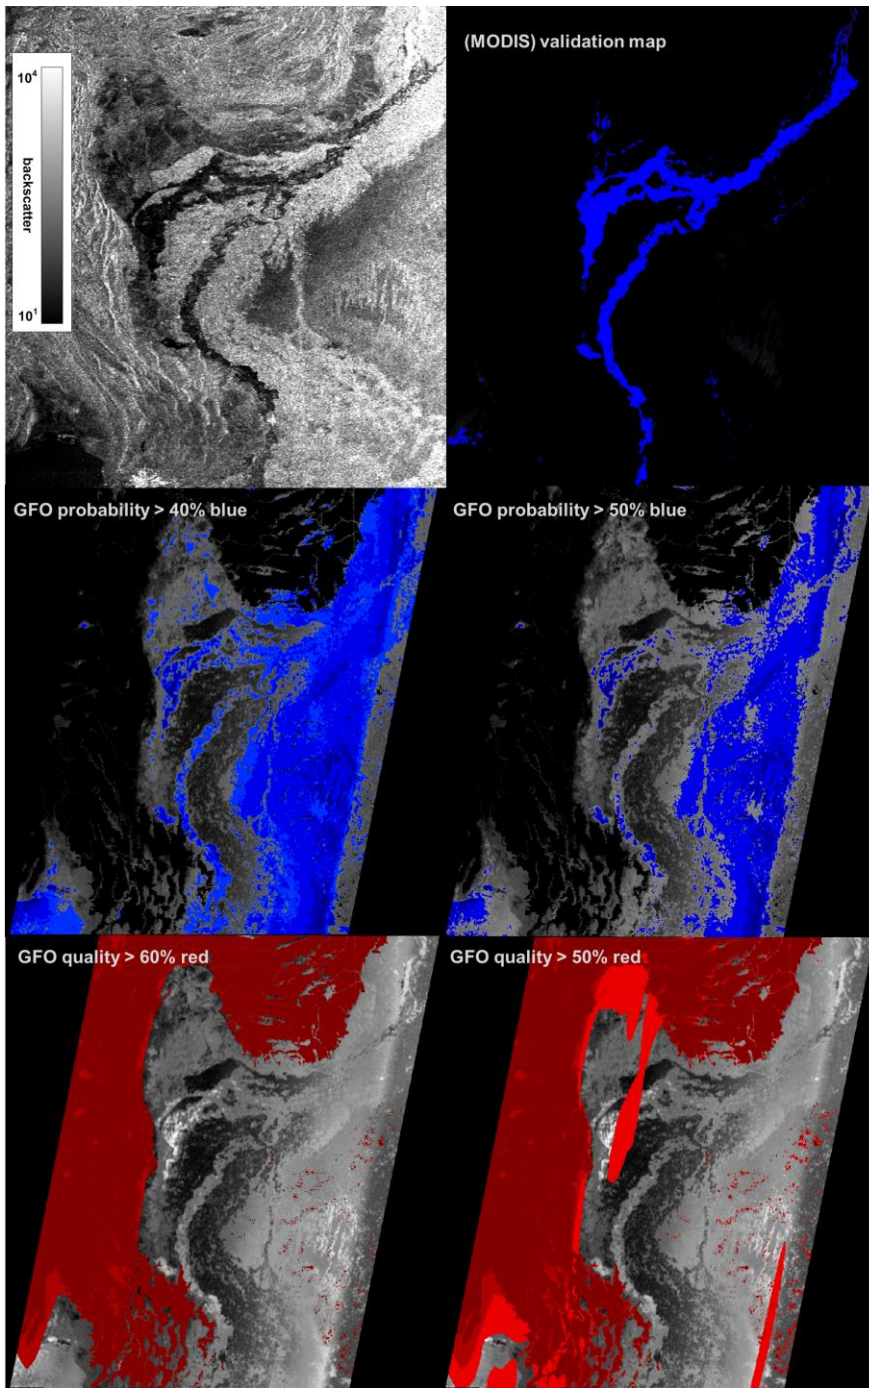 (MODIS) validation map
10⁴
backscatter
10¹
GFO probability > 40% blue
GFO probability > 50% blue
GFO quality > 60% red
GFO quality > 50% red